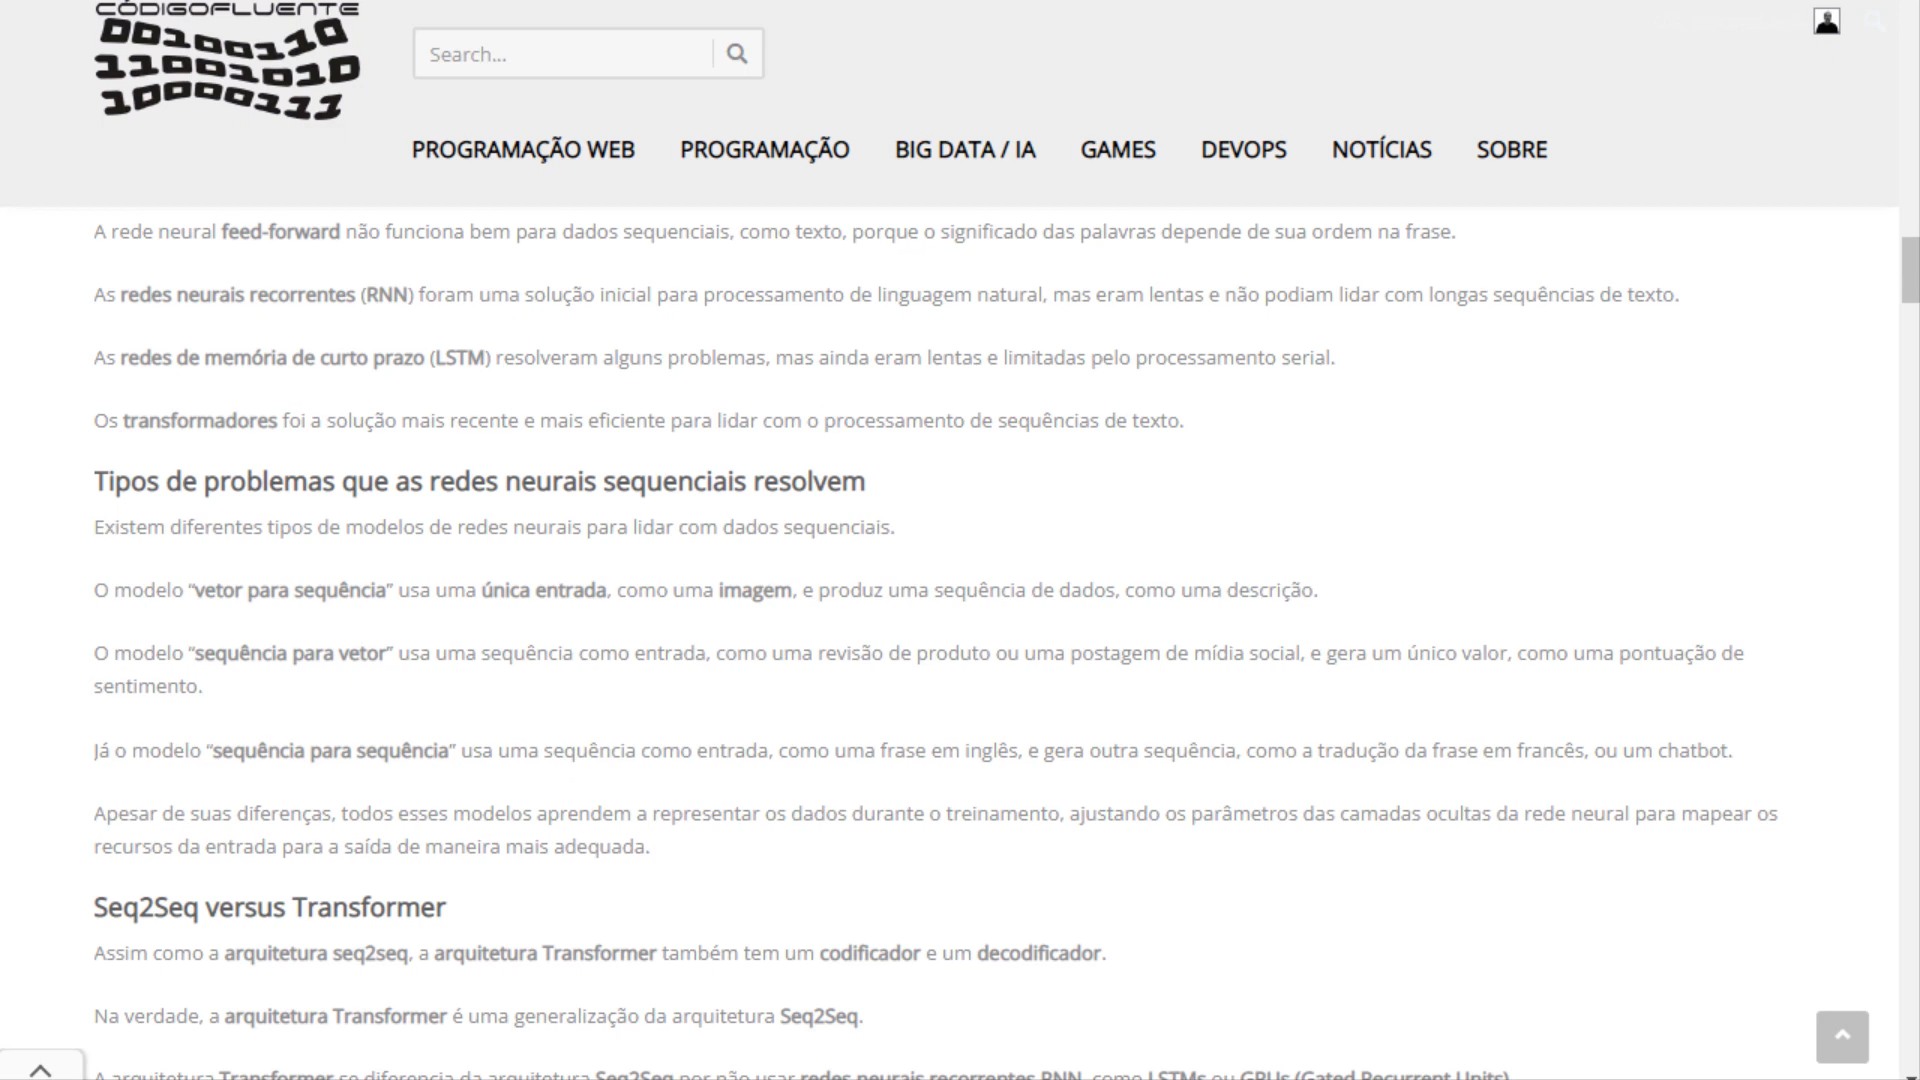 CÓDIGOFLUENTE
00100110
11001010
10000111
Search...
PROGRAMAÇÃO WEB PROGRAMAÇÃO BIG DATA / IA GAMES DEVOPS NOTÍCIAS SOBRE
A rede neural feed-forward não funciona bem para dados sequenciais, como texto, porque o significado das palavras depende de sua ordem na frase.
As redes neurais recorrentes (RNN) foram uma solução inicial para processamento de linguagem natural, mas eram lentas e não podiam lidar com longas sequências de texto.
As redes de memória de curto prazo (LSTM) resolveram alguns problemas, mas ainda eram lentas e limitadas pelo processamento serial.
Os transformadores foi a solução mais recente e mais eficiente para lidar com o processamento de sequências de texto.
Tipos de problemas que as redes neurais sequenciais resolvem
Existem diferentes tipos de modelos de redes neurais para lidar com dados sequenciais.
O modelo “vetor para sequência” usa uma única entrada, como uma imagem, e produz uma sequência de dados, como uma descrição.
O modelo “sequência para vetor” usa uma sequência como entrada, como uma revisão de produto ou uma postagem de mídia social, e gera um único valor, como uma pontuação de
sentimento.
Já o modelo “sequência para sequência” usa uma sequência como entrada, como uma frase em inglês, e gera outra sequência, como a tradução da frase em francês, ou um chatbot.
Apesar de suas diferenças, todos esses modelos aprendem a representar os dados durante o treinamento, ajustando os parâmetros das camadas ocultas da rede neural para mapear os
recursos da entrada para a saída de maneira mais adequada.
Seq2Seq versus Transformer
Assim como a arquitetura seq2seq, a arquitetura Transformer também tem um codificador e um decodificador.
Na verdade, a arquitetura Transformer é uma generalização da arquitetura Seq2Seq.
A arquitetura Transformer se diferencia da arquitetura Seq2Seq por não usar redes neurais recorrentes RNN, como LSTMs ou GRUs (Gated Recurrent Units)